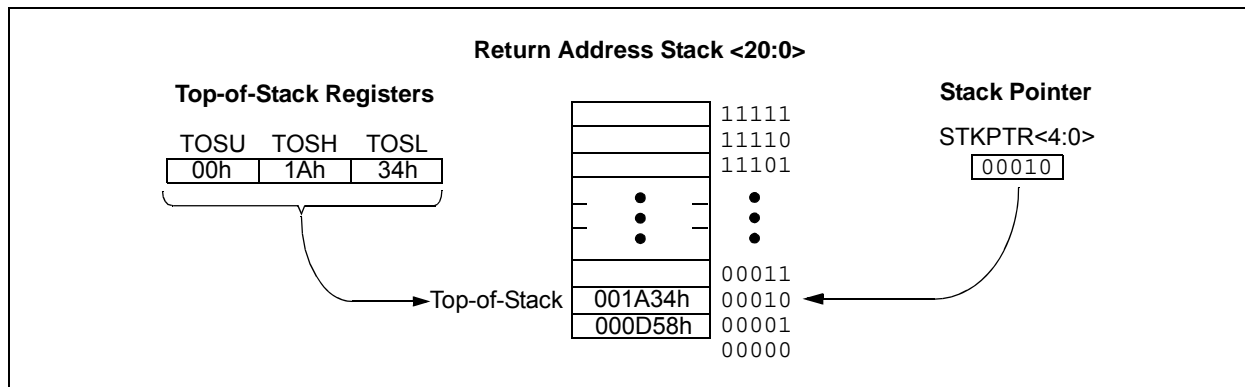 Return Address Stack <20:0>
Top-of-Stack Registers
TOSU TOSH TOSL
00h 1Ah 34h
11111
11110
11101
Stack Pointer
STKPTR<4:0>
00010
00011
Top-of-Stack 001A34h 00010
000D58h 00001
00000